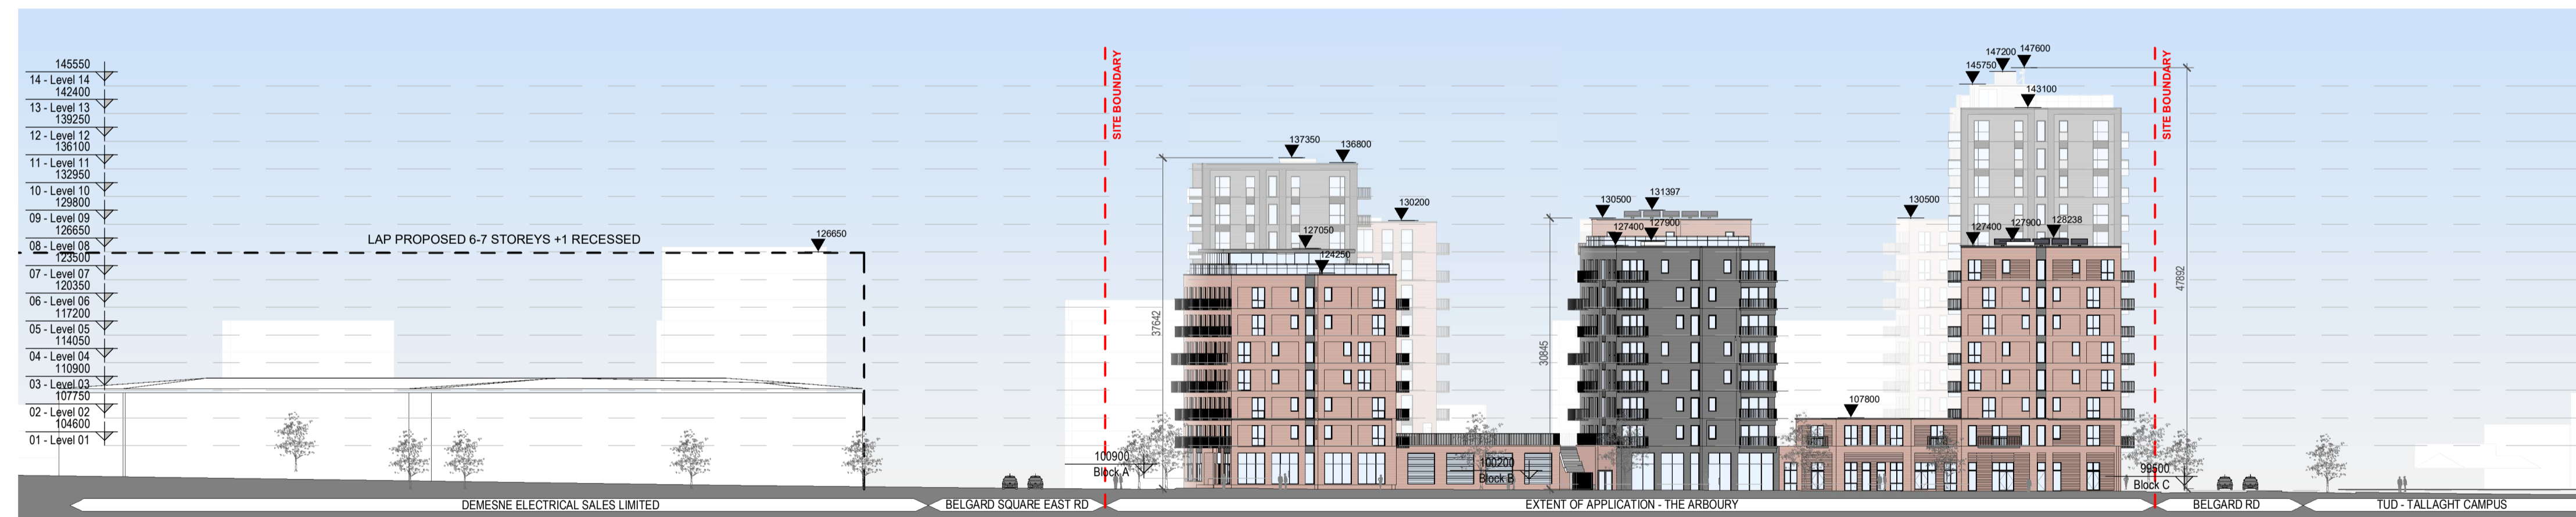 145550
14 - Level 14
142400
13 - Level 13
139250
12 - Level 12
136100
11 - Level 11
132950
10 - Level 10
129800
09 - Level 09
126650
08 - Level 08
123500
07 - Level 07
120350
06 - Level 06
117200
05 - Level 05
114050
04 - Level 04
110900
03 - Level 03
107750
02 - Level 02
104600
01 - Level 01
LAP PROPOSED 6-7 STOREYS +1 RECESSED
126650
SITE BOUNDARY
37642
137350
136800
130200
127050
124250
100900
Block A
30845
130500
131397
127400
127900
100200
Block B
107800
130500
145750
147200
147600
143100
127400
127900
128238
SITE BOUNDARY
47892
99500
Block C
DEMESNE ELECTRICAL SALES LIMITED
BELGARD SQUARE EAST RD
EXTENT OF APPLICATION - THE ARBOURY
BELGARD RD
TUD - TALLAGHT CAMPUS